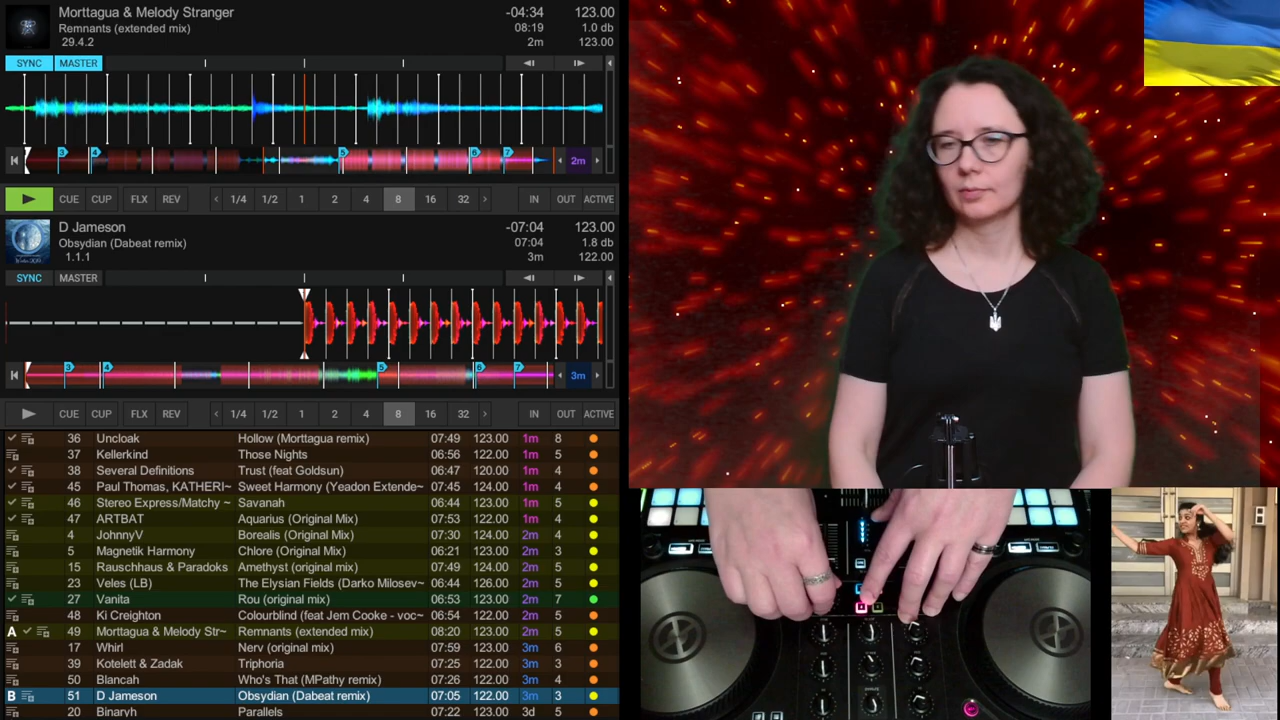 Morttagua & Melody Stranger -04:34 123.00
Remnants (extended mix) 08:19 1.0 db
29.4.2 2m 123.00
SYNC MASTER
3 4 5 6 7 2m
CUE CUP FLX REV 1/4 1/2 1 2 4 8 16 32 IN OUT ACTIVE
D Jameson -07:04 123.00
Obsydian (Dabeat remix) 07:04 1.8 db
1.1.1 3m 122.00
SYNC MASTER
3 4 5 6 7 3m
CUE CUP FLX REV 1/4 1/2 1 2 4 8 16 32 IN OUT ACTIVE
36 Uncloak Hollow (Morttagua remix) 07:49 123.00 1m 8
37 Kellerkind Those Nights 06:56 122.00 1m 5
38 Several Definitions Trust (feat Goldsun) 06:47 120.00 1m 4
45 Paul Thomas, KATHERI~ Sweet Harmony (Yeadon Extende~ 07:45 124.00 1m 4
46 Stereo Express/Matchy ~ Savanah 06:44 123.00 1m 5
47 ARTBAT Aquarius (Original Mix) 07:53 122.00 1m 4
4 JohnnyV Borealis (Original Mix) 07:30 124.00 2m 4
5 Magnetik Harmony Chlore (Original Mix) 06:21 123.00 2m 3
15 Rauschhaus & Paradoks Amethyst (original mix) 07:49 124.00 2m 5
23 Veles (LB) The Elysian Fields (Darko Milosev~ 06:44 126.00 2m 5
27 Vanita Rou (original mix) 06:53 123.00 2m 7
48 Ki Creighton Colourblind (feat Jem Cooke - voc~ 06:54 122.00 2m 5
A 49 Morttagua & Melody Str~ Remnants (extended mix) 08:20 123.00 2m 5
17 Whirl Nerv (original mix) 07:59 123.00 3m 6
39 Kotelett & Zadak Triphoria 07:25 122.00 3m 3
50 Blancah Who's That (MPathy remix) 07:26 122.00 3m 4
B 51 D Jameson Obsydian (Dabeat remix) 07:05 122.00 3m 3
20 Binaryh Parallels 07:22 123.00 3d 5